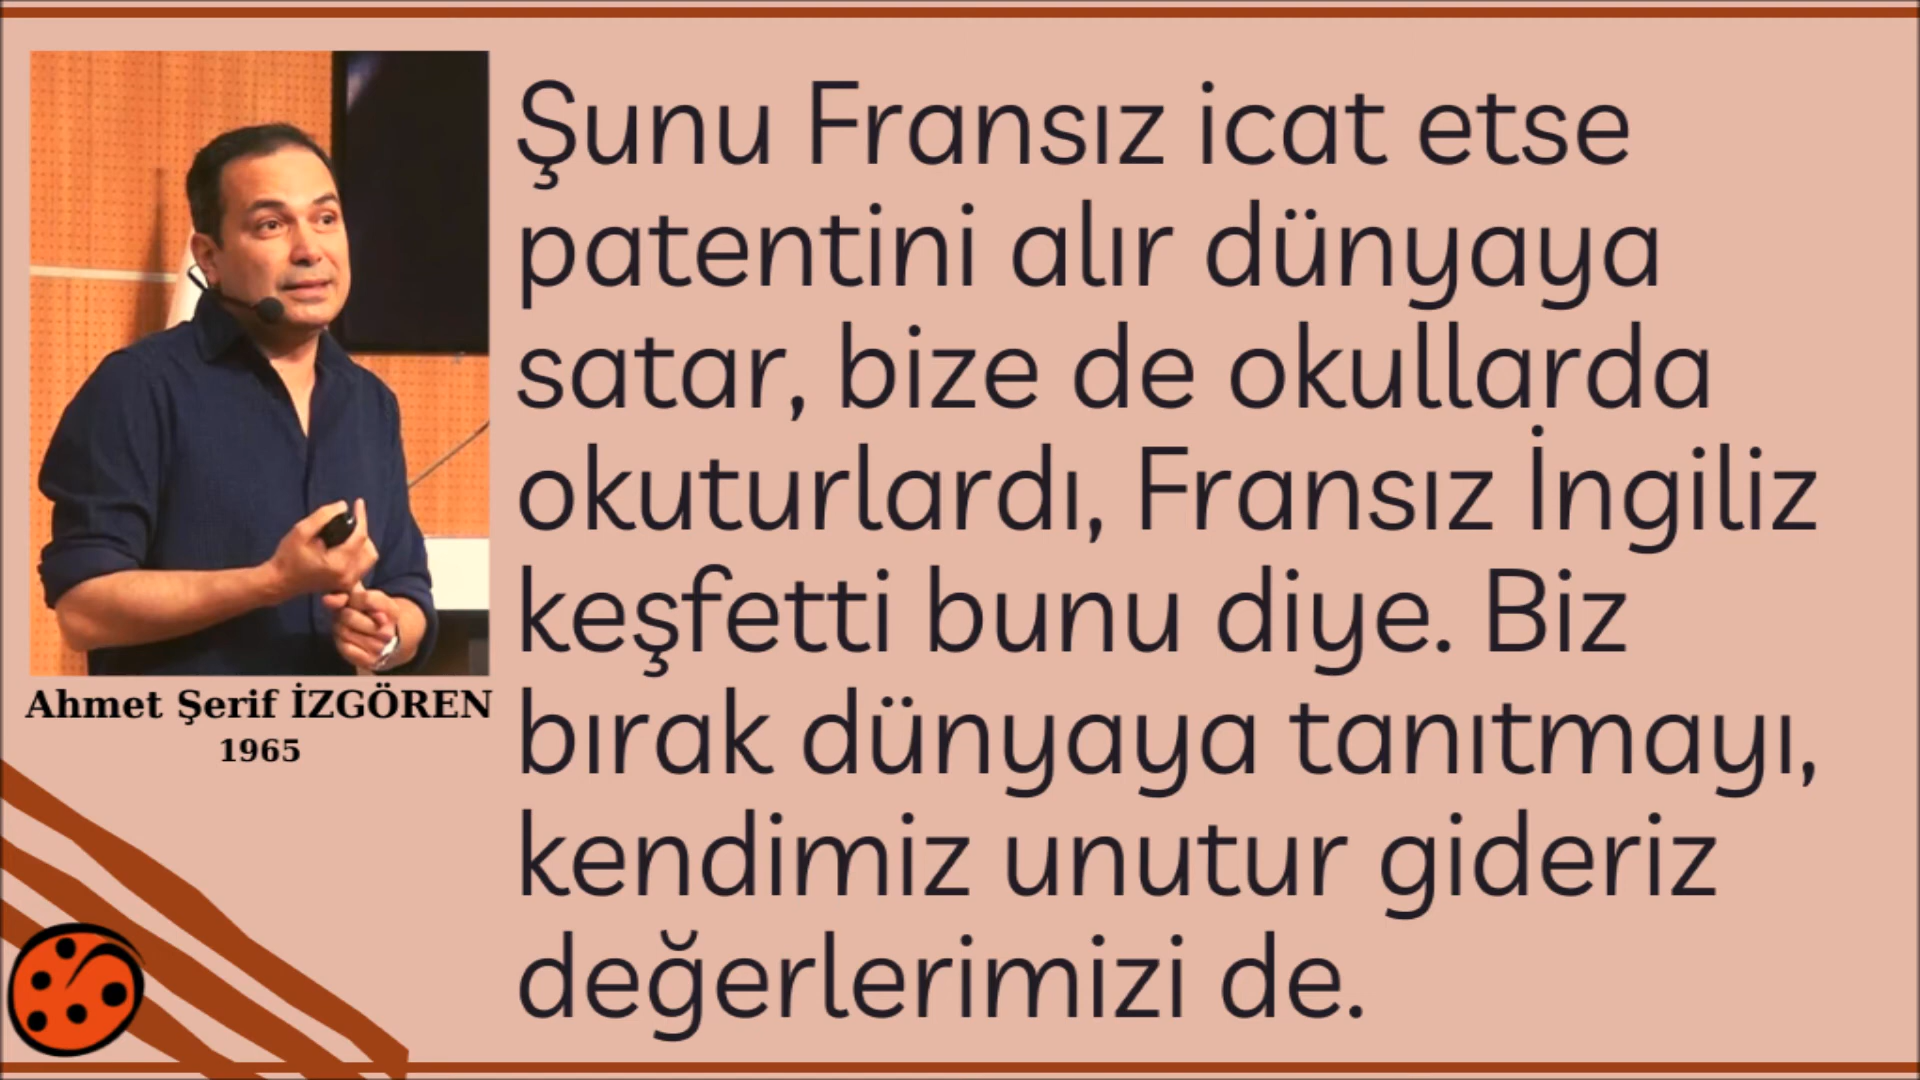 Şunu Fransız icat etse
patentini alır dünyaya
satar, bize de okullarda
okuturlardı, Fransız İngiliz
keşfetti bunu diye. Biz
bırak dünyaya tanıtmayı,
kendimiz unutur gideriz
değerlerimizi de.
Ahmet Şerif İZGÖREN
1965